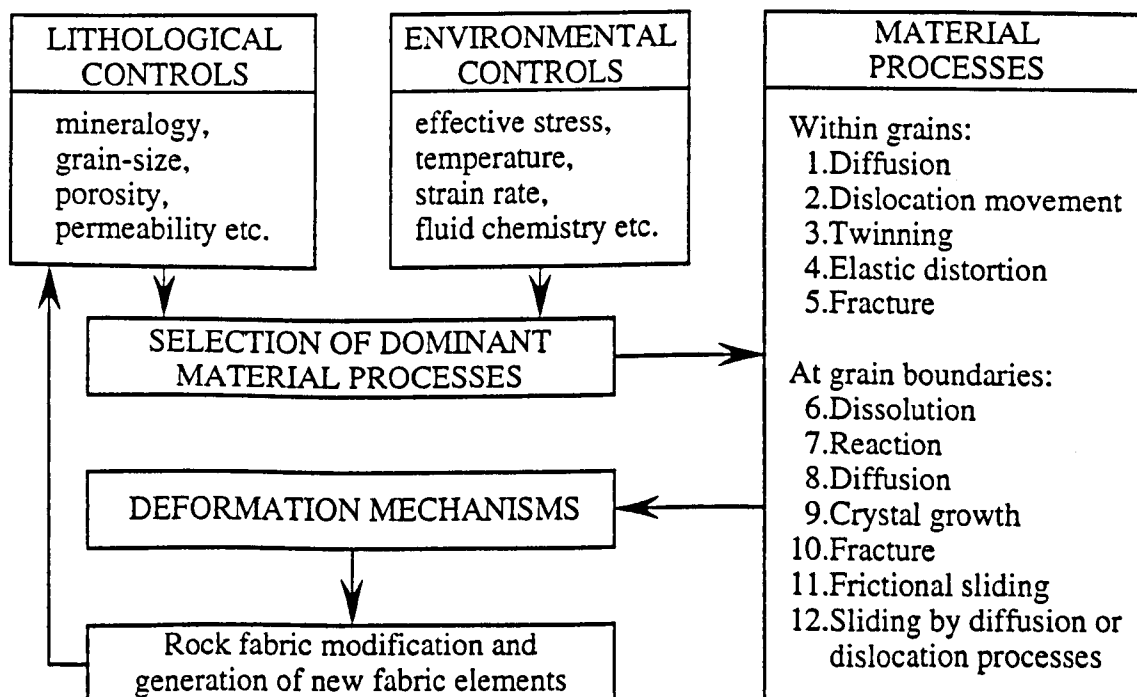 LITHOLOGICAL
CONTROLS
mineralogy,
grain-size,
porosity,
permeability etc.
ENVIRONMENTAL
CONTROLS
effective stress,
temperature,
strain rate,
fluid chemistry etc.
MATERIAL
PROCESSES
Within grains:
1.Diffusion
2.Dislocation movement
3.Twinning
4.Elastic distortion
5.Fracture
At grain boundaries:
6.Dissolution
7.Reaction
8.Diffusion
9.Crystal growth
10.Fracture
11.Frictional sliding
12.Sliding by diffusion or
dislocation processes
SELECTION OF DOMINANT
MATERIAL PROCESSES
DEFORMATION MECHANISMS
Rock fabric modification and
generation of new fabric elements